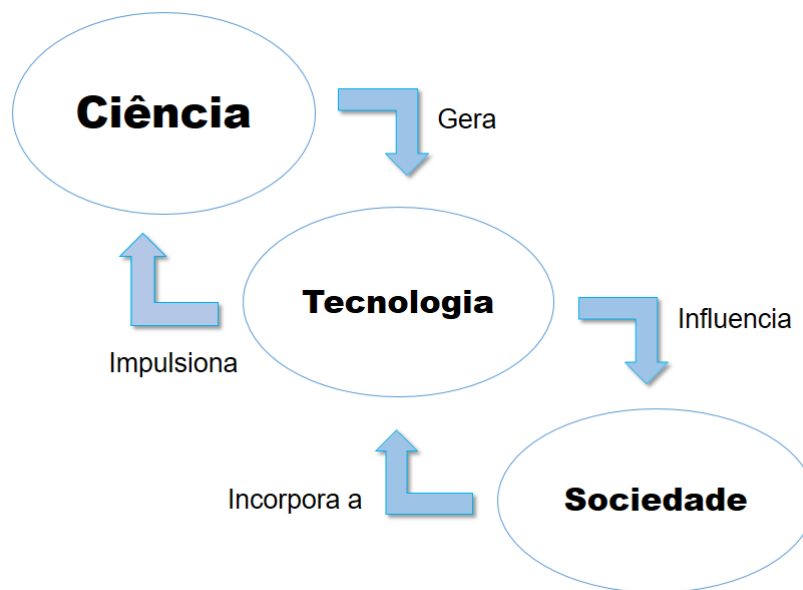 Ciência
Gera
Tecnologia
Influencia
Impulsiona
Incorpora a
Sociedade